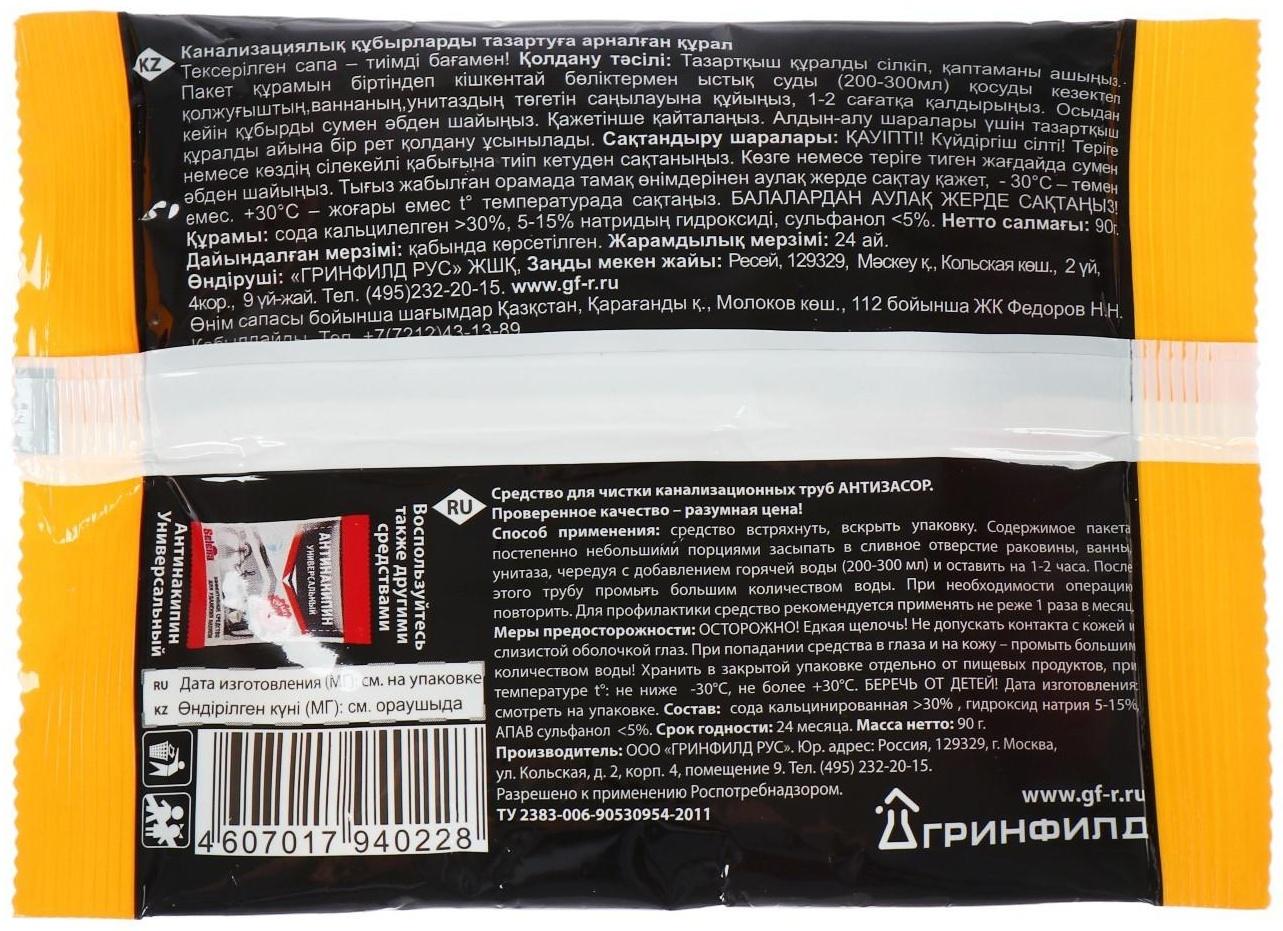 KZ
Канализациялық құбырларды тазартуға арналған құрал
Тексерілген сапа – тиімді бағамен! Қолдану тәсілі: Тазартқыш құралды сілкіп, қаптаманы ашыңыз.
Пакет құрамын біртіндеп кішкентай бөліктермен ыстық суды (200-300мл) қосуды кезектеп
қолжуғыштың,ваннаның,унитаздың төгетін саңылауына құйыңыз, 1-2 сағатқа қалдырыңыз. Осыдан
кейін құбырды сумен әбден шайыңыз. Қажетінше қайталаңыз. Алдын-алу шаралары үшін тазартқыш
құралды айына бір рет қолдану ұсынылады. Сақтандыру шаралары: ҚАУІПТІ! Күйдіргіш сілті! Теріге
немесе көздің сілекейлі қабығына тиіп кетуден сақтаныңыз. Көзге немесе теріге тиген жағдайда сумен
әбден шайыңыз. Тығыз жабылған орамада тамақ өнімдерінен аулақ жерде сақтау қажет, - 30°С – төмен
емес. +30°С – жоғары емес t° температурада сақтаңыз. БАЛАЛАРДАН АУЛАҚ ЖЕРДЕ САҚТАҢЫЗ!
Құрамы: сода кальцилелген >30%, 5-15% натридың гидроксиді, сульфанол <5%. Нетто салмағы: 90г.
Дайындалған мерзімі: қабында көрсетілген. Жарамдылық мерзімі: 24 ай.
Өндіруші: «ГРИНФИЛД РУС» ЖШҚ, Заңды мекен жайы: Ресей, 129329, Мәскеу қ., Кольская көш., 2 үй,
4кор., 9 үй-жай. Тел. (495)232-20-15. www.gf-r.ru
Өнім сапасы бойынша шағымдар Қазқстан, Қарағанды қ., Молоков көш., 112 бойынша ЖК Федоров Н.Н.
Қабылдайды. Тел. +7(7212)43-13-89
Воспользуйтесь
также другими
средствами
АНТИНАКИПИН
УНИВЕРСАЛЬНЫЙ
Selena
Антинакипин
Универсальный
RU Дата изготовления (МГ): см. на упаковке
KZ Өндірілген күні (МГ): см. ораушыда
4 607017 940228
RU
Средство для чистки канализационных труб АНТИЗАСОР.
Проверенное качество – разумная цена!
Способ применения: средство встряхнуть, вскрыть упаковку. Содержимое пакета
постепенно небольшими порциями засыпать в сливное отверстие раковины, ванны,
унитаза, чередуя с добавлением горячей воды (200-300 мл) и оставить на 1-2 часа. После
этого трубу промыть большим количеством воды. При необходимости операцию
повторить. Для профилактики средство рекомендуется применять не реже 1 раза в месяц.
Меры предосторожности: ОСТОРОЖНО! Едкая щелочь! Не допускать контакта с кожей и
слизистой оболочкой глаз. При попадании средства в глаза и на кожу – промыть большим
количеством воды! Хранить в закрытой упаковке отдельно от пищевых продуктов, при
температуре t°: не ниже -30°С, не более +30°С. БЕРЕЧЬ ОТ ДЕТЕЙ! Дата изготовления:
смотреть на упаковке. Состав: сода кальцинированная >30% , гидроксид натрия 5-15%,
АПАВ сульфанол <5%. Срок годности: 24 месяца. Масса нетто: 90 г.
Производитель: ООО «ГРИНФИЛД РУС». Юр. адрес: Россия, 129329, г. Москва,
ул. Кольская, д. 2, корп. 4, помещение 9. Тел. (495) 232-20-15.
Разрешено к применению Роспотребнадзором.
ТУ 2383-006-90530954-2011
www.gf-r.ru
ГРИНФИЛД